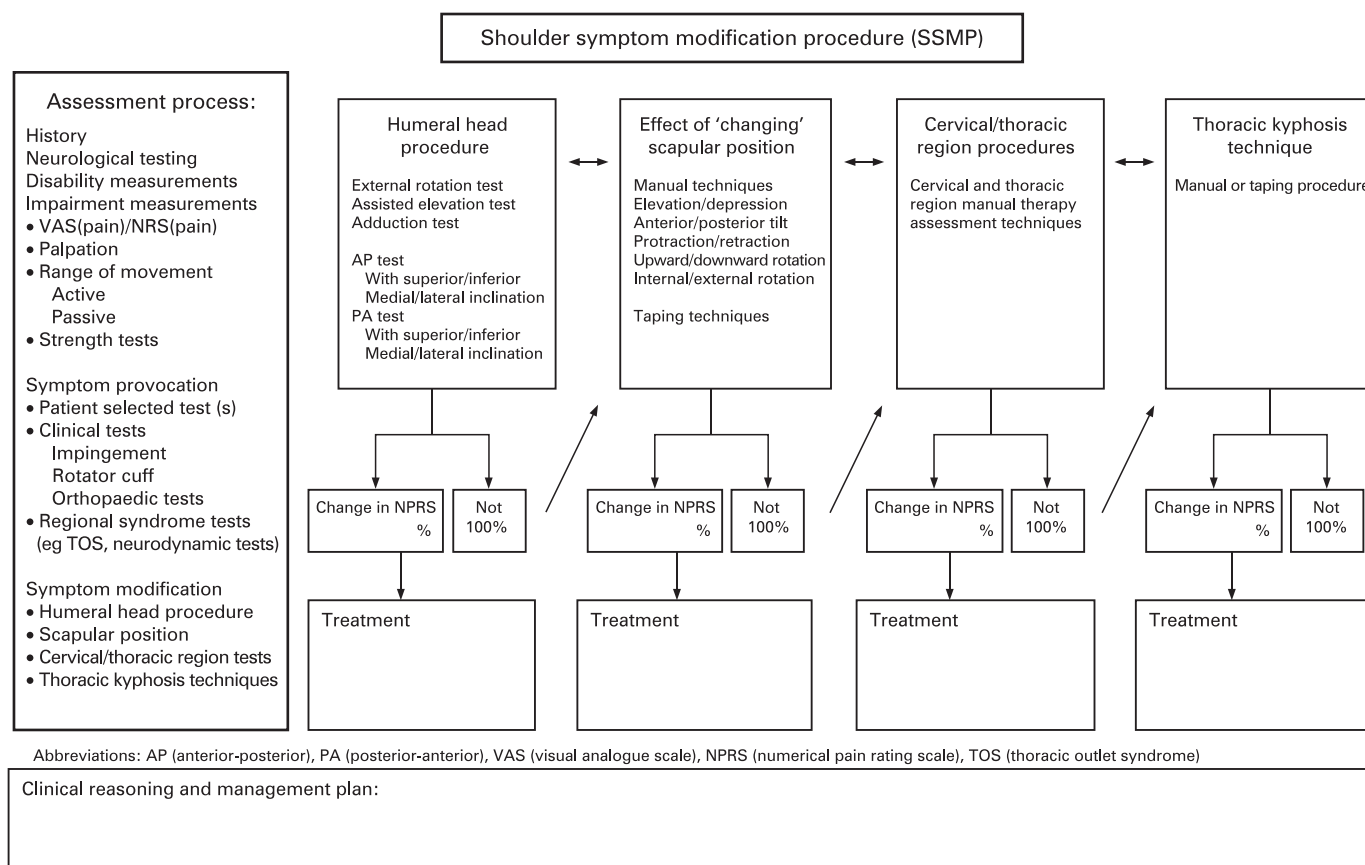 Shoulder symptom modification procedure (SSMP)
Assessment process:
History
Neurological testing
Disability measurements
Impairment measurements
• VAS(pain)/NRS(pain)
• Palpation
• Range of movement
Active
Passive
• Strength tests
Symptom provocation
• Patient selected test (s)
• Clinical tests
Impingement
Rotator cuff
Orthopaedic tests
• Regional syndrome tests
(eg TOS, neurodynamic tests)
Symptom modification
• Humeral head procedure
• Scapular position
• Cervical/thoracic region tests
• Thoracic kyphosis techniques
Humeral head
procedure
External rotation test
Assisted elevation test
Adduction test
AP test
With superior/inferior
Medial/lateral inclination
PA test
With superior/inferior
Medial/lateral inclination
Change in NPRS
%
Not
100%
Treatment
Effect of ‘changing’
scapular position
Manual techniques
Elevation/depression
Anterior/posterior tilt
Protraction/retraction
Upward/downward rotation
Internal/external rotation
Taping techniques
Change in NPRS
%
Not
100%
Treatment
Cervical/thoracic
region procedures
Cervical and thoracic
region manual therapy
assessment techniques
Change in NPRS
%
Not
100%
Treatment
Thoracic kyphosis
technique
Manual or taping procedure
Change in NPRS
%
Not
100%
Treatment
Abbreviations: AP (anterior-posterior), PA (posterior-anterior), VAS (visual analogue scale), NPRS (numerical pain rating scale), TOS (thoracic outlet syndrome)
Clinical reasoning and management plan: